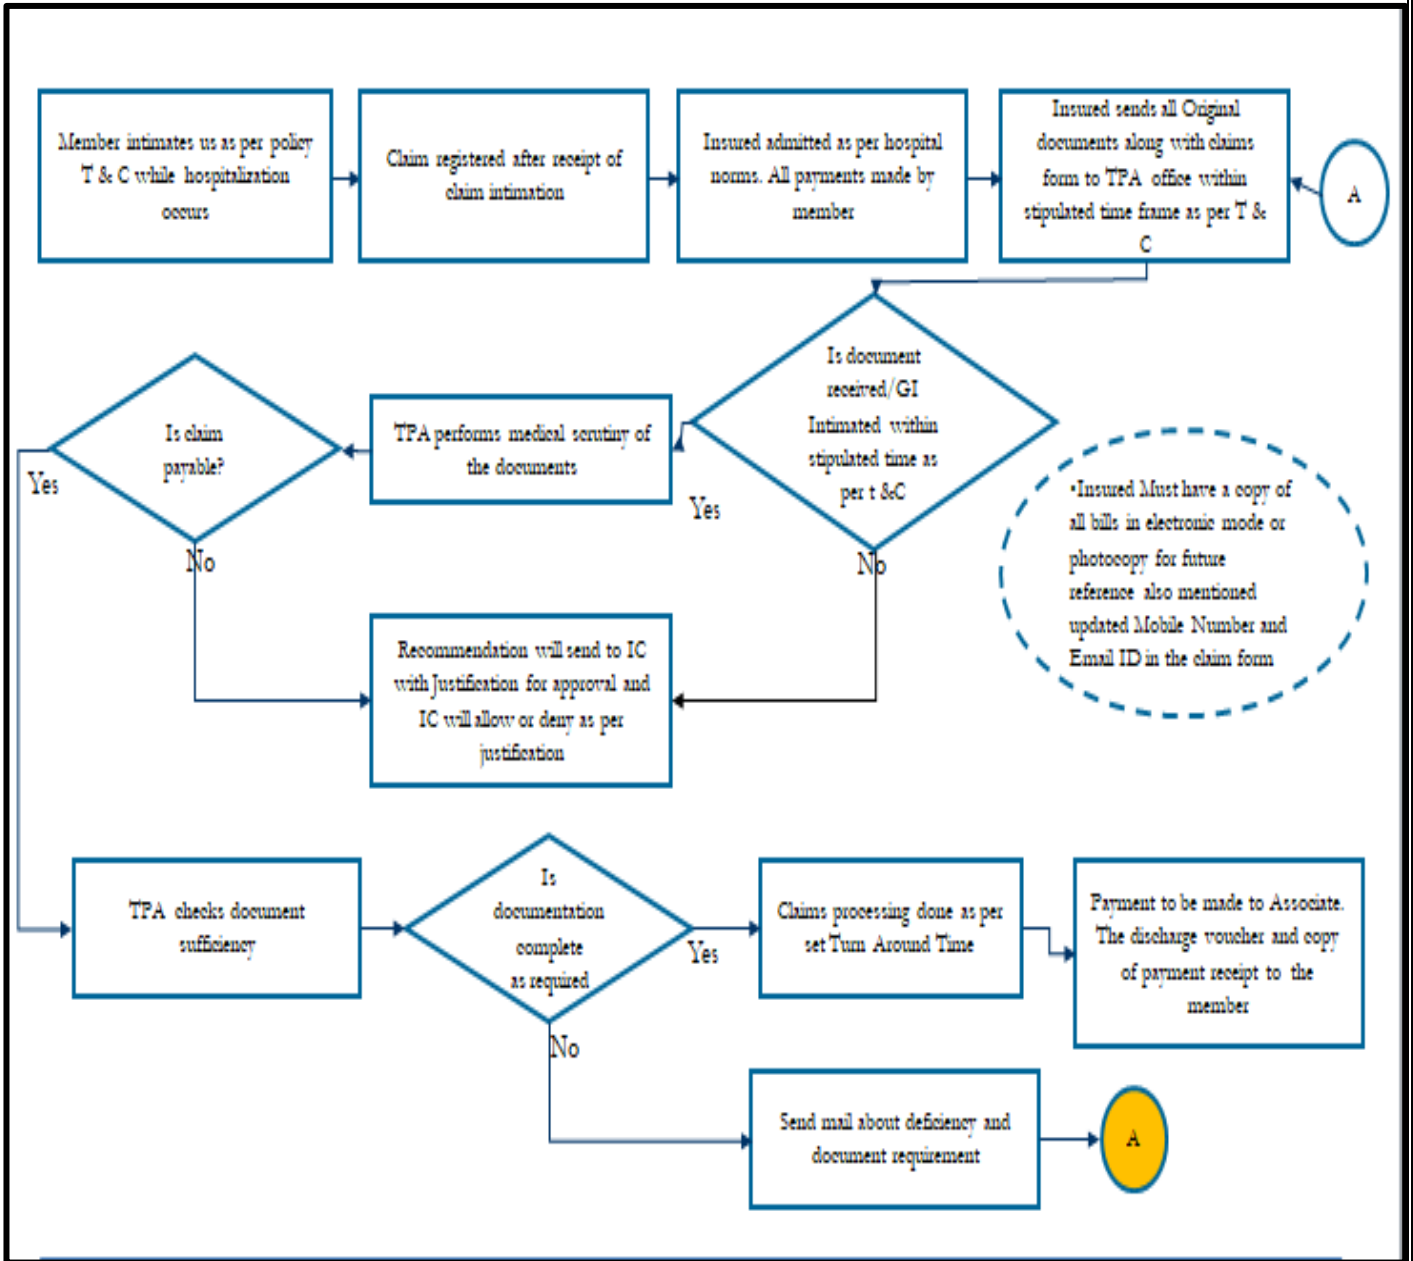 Member intimates us as per policy
T & C while hospitalization
occurs
Claim registered after receipt of
claim intimation
Insured admitted as per hospital
norms. All payments made by
member
Insured sends all Original
documents along with claims
form to TPA office within
stipulated time frame as per T &
C
A
Is document
received/GI
Intimated within
stipulated time as
per t &C
Yes
No
TPA performs medical scrutiny of
the documents
Is claim
payable?
Yes
No
•Insured Must have a copy of
all bills in electronic mode or
photocopy for future
reference also mentioned
updated Mobile Number and
Email ID in the claim form
Recommendation will send to IC
with Justification for approval and
IC will allow or deny as per
justification
TPA checks document
sufficiency
Is
documentation
complete
as required
Yes
No
Claims processing done as per
set Turn Around Time
Payment to be made to Associate.
The discharge voucher and copy
of payment receipt to the
member
Send mail about deficiency and
document requirement
A